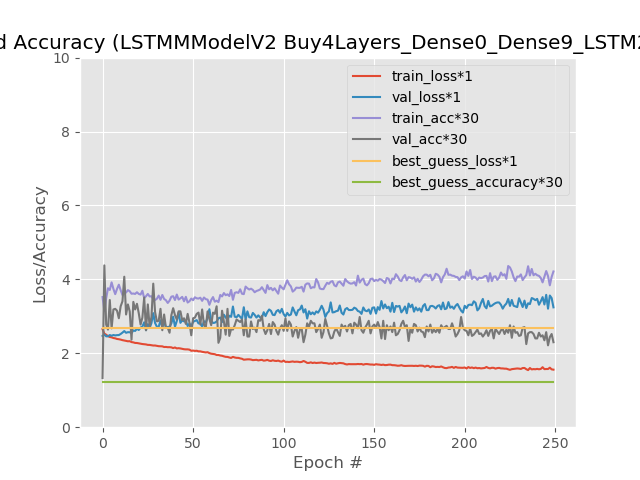 d Accuracy (LSTMMModelV2 Buy4Layers_Dense0_Dense9_LSTM2
10
8
6
4
2
0
Loss/Accuracy
train_loss*1
val_loss*1
train_acc*30
val_acc*30
best_guess_loss*1
best_guess_accuracy*30
0 50 100 150 200 250
Epoch #